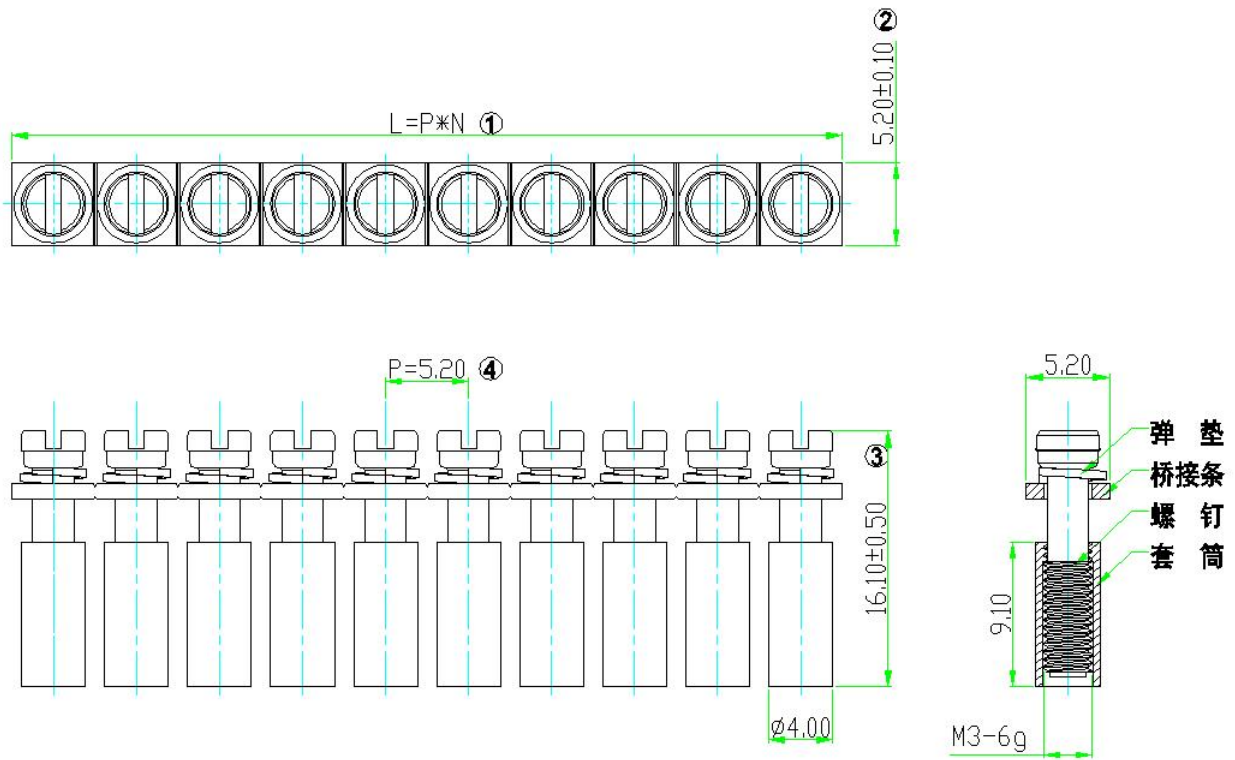 ②
5.20±0.10
L=P*N ①
P=5.20 ④
5.20
③
16.10±0.50
弹 垫
桥接条
螺 钉
套 筒
9.10
ø4.00
M3-6g